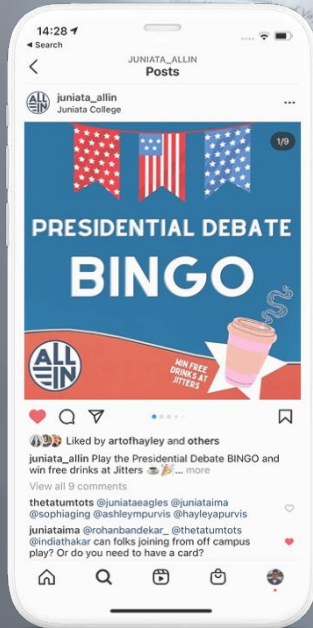 14:28
Search
JUNIATA_ALLIN
Posts
juniata_allin
Juniata College
1/9
PRESIDENTIAL DEBATE
BINGO
ALL
IN
WIN FREE
DRINKS AT
JITTERS
Liked by artofhayley and others
juniata_allin Play the Presidential Debate BINGO and
win free drinks at Jitters ☕🎉... more
View all 9 comments
thetatumtots @juniataeagles @juniataima
@sophiaging @ashleympurvis @hayleyapurvis
juniataima @rohanbandekar_ @thetatumtots
@indiathakar can folks joining from off campus
play? Or do you need to have a card?